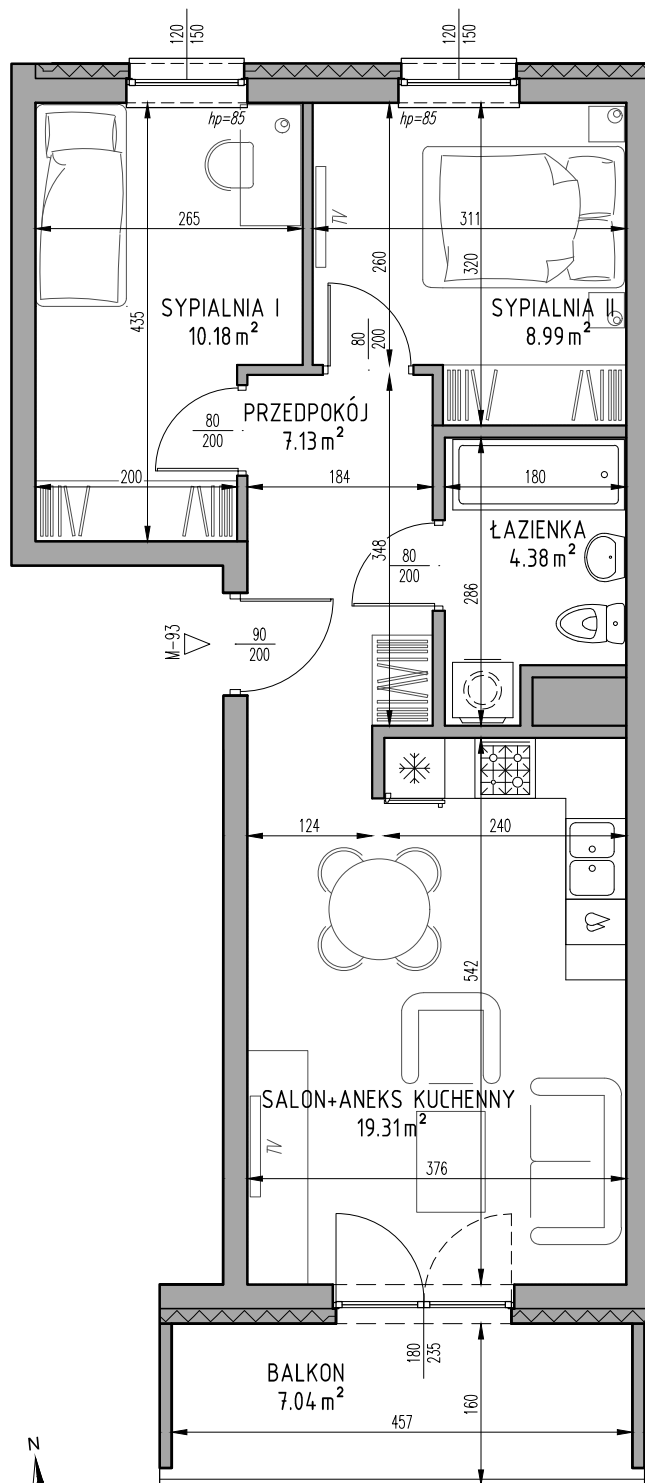 120
150
120
150
hp=85
hp=85
265
TV
311
260
320
435
SYPIALNIA I
10.18 m²
SYPIALNIA II
8.99 m²
80
200
PRZEDPOKÓJ
7.13 m²
80
200
200
184
180
ŁAZIENKA
4.38 m²
348
80
200
286
M-93
90
200
124
240
542
SALON+ANEKS KUCHENNY
19.31 m²
TV
376
180
235
BALKON
7.04 m²
160
457
N